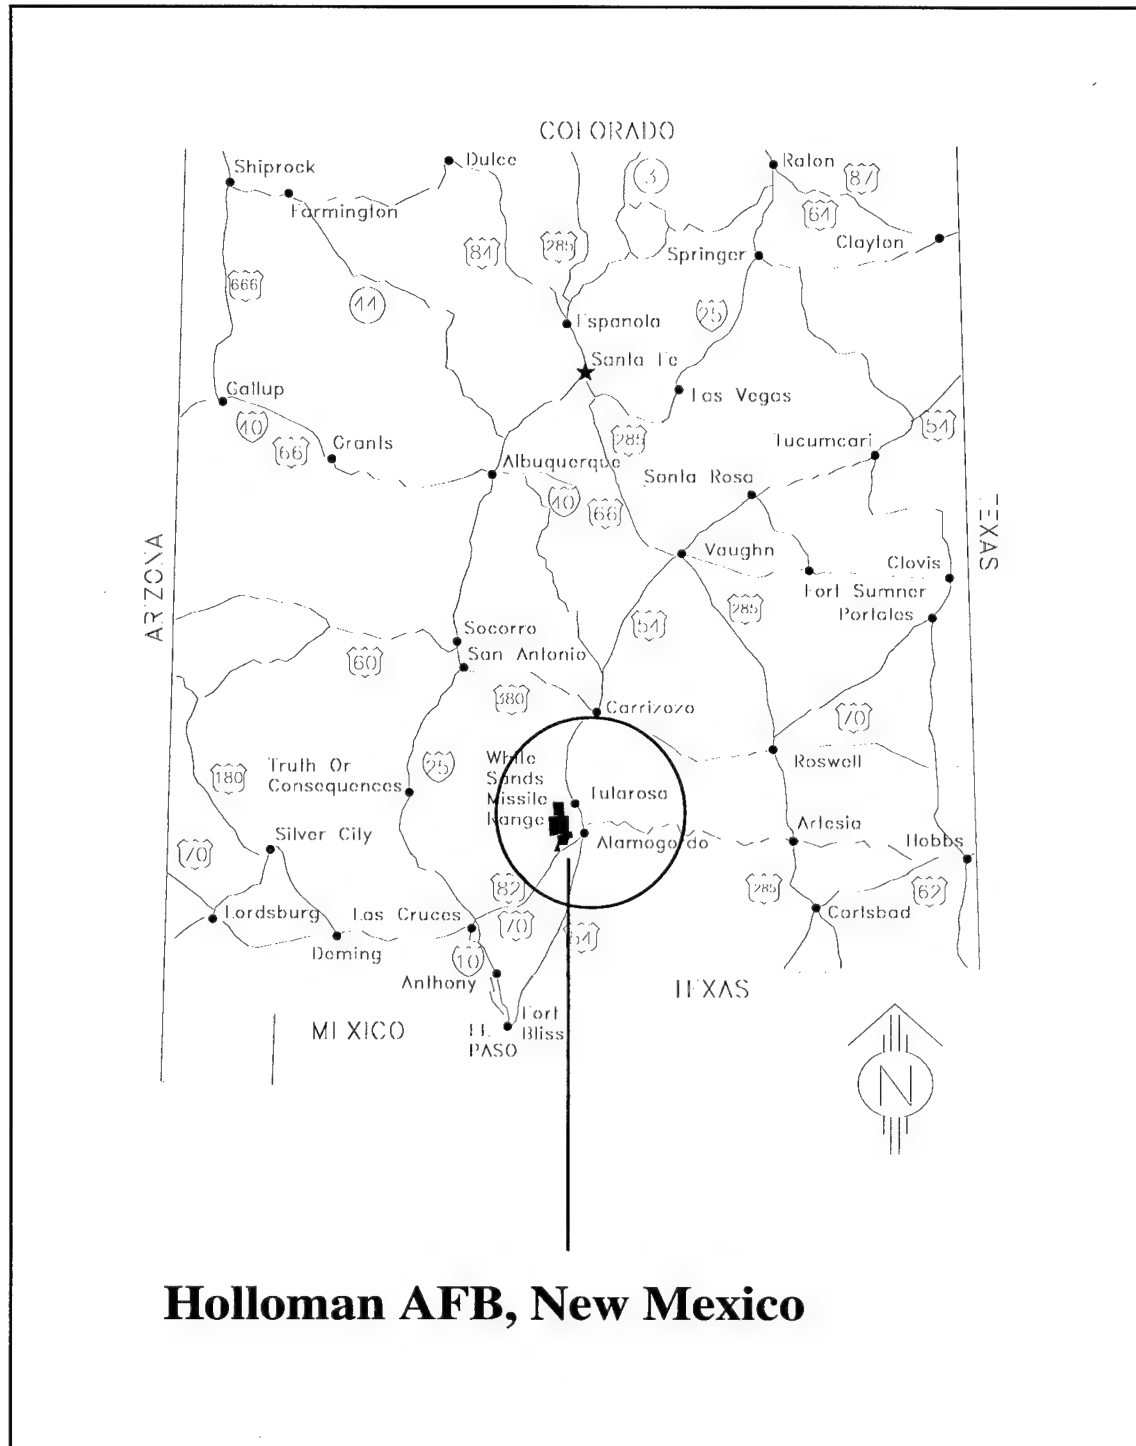 COLORADO
Shiprock
Dulce
3
Raton
87
Farmington
64
84
285
Springer
Clayton
666
44
25
Espanola
Santa Fe
Gallup
Las Vegas
40
66
Grants
285
Tucumcari
54
Albuquerque
Santa Rosa
40
66
ARIZONA
TEXAS
Vaughn
Clovis
Fort Sumner
Portales
285
54
Socorro
San Antonio
60
380
Carrizozo
70
Truth Or
Consequences
180
25
White
Sands
Missile
Range
Tularosa
Roswell
Silver City
Alamogordo
Artesia
Hobbs
70
82
285
62
Lordsburg
Las Cruces
70
Carlsbad
Deming
10
54
Anthony
TEXAS
MEXICO
EL
PASO
Fort
Bliss
N
Holloman AFB, New Mexico